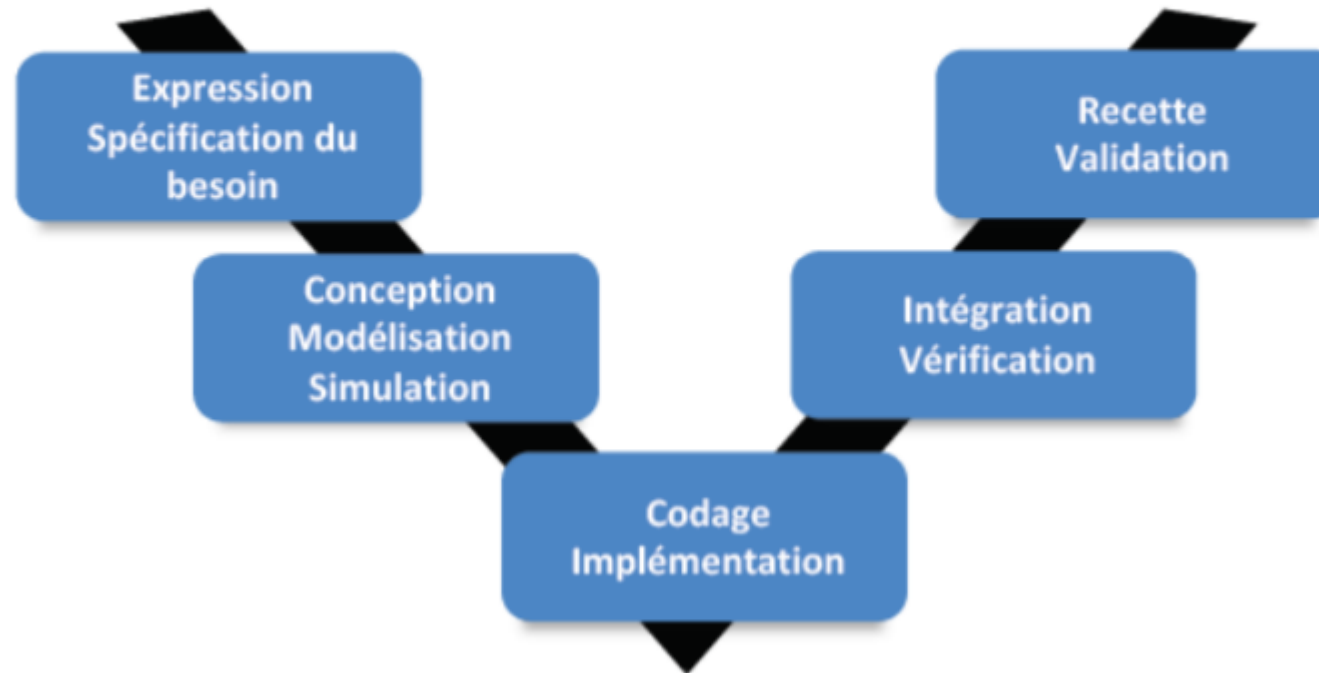 Expression
Spécification du
besoin
Conception
Modélisation
Simulation
Codage
Implémentation
Intégration
Vérification
Recette
Validation